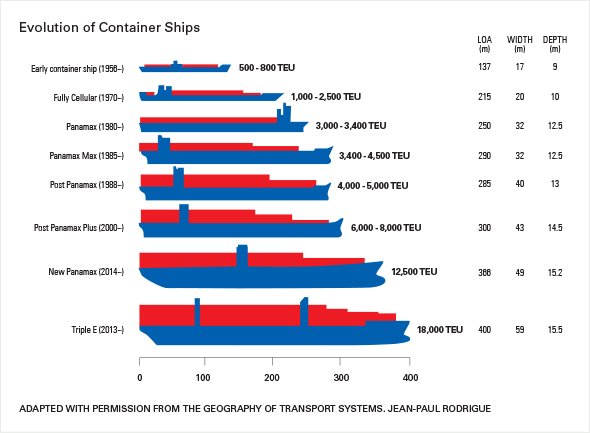 Evolution of Container Ships
LOA (m) WIDTH (m) DEPTH (m)
Early container ship (1956–) 500 - 800 TEU 137 17 9
Fully Cellular (1970–) 1,000 - 2,500 TEU 215 20 10
Panamax (1980–) 3,000 - 3,400 TEU 250 32 12.5
Panamax Max (1985–) 3,400 - 4,500 TEU 290 32 12.5
Post Panamax (1988–) 4,000 - 5,000 TEU 285 40 13
Post Panamax Plus (2000–) 6,000 - 8,000 TEU 300 43 14.5
New Panamax (2014–) 12,500 TEU 366 49 15.2
Triple E (2013–) 18,000 TEU 400 59 15.5
0 100 200 300 400
ADAPTED WITH PERMISSION FROM THE GEOGRAPHY OF TRANSPORT SYSTEMS. JEAN-PAUL RODRIGUE